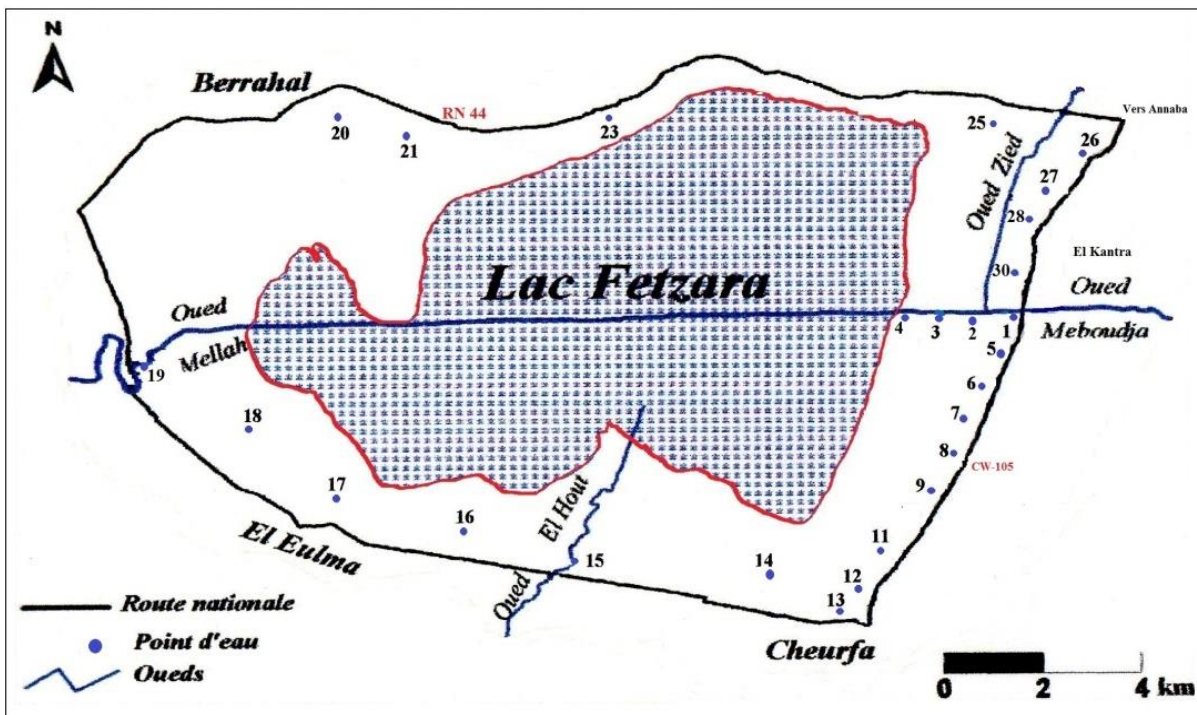 N
Berrahal
RN 44
Vers Annaba
20
21
23
25
26
Oued Zied
27
28
El Kantra
30
Lac Fetzara
Oued
Oued
4
3
2
1
Meboudja
Mellah
19
5
6
18
7
8
CW-105
17
9
16
El Hout
11
El Eulma
15
14
12
Oued
13
Route nationale
Point d'eau
Cheurfa
Oueds
0 2 4 km